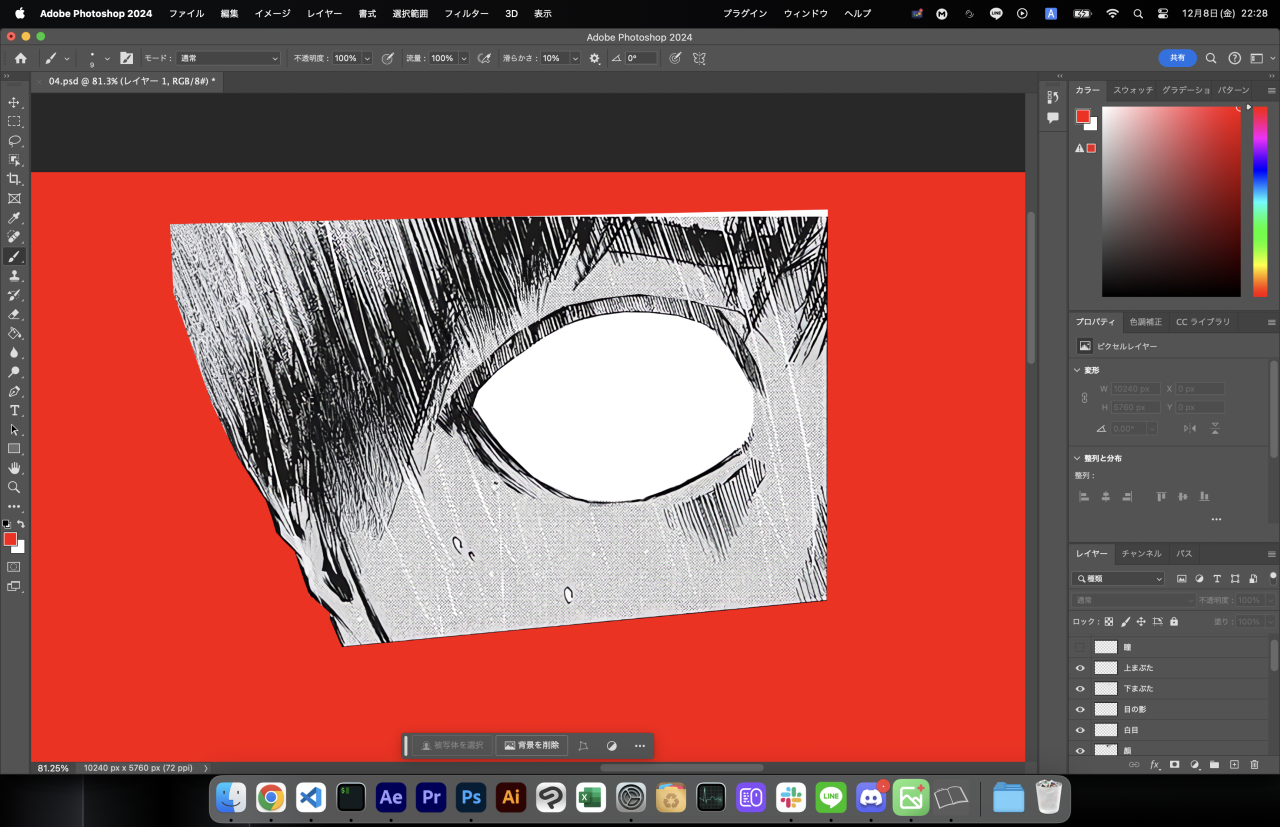 Adobe Photoshop 2024 ファイル 編集 イメージ レイヤー 書式 選択範囲 フィルター 3D 表示 プラグイン ウィンドウ ヘルプ A 12月8日(金) 22:28
Adobe Photoshop 2024
9 モード： 通常 不透明度： 100% 流量： 100% 滑らかさ： 10% 0° 共有
04.psd @ 81.3% (レイヤー 1, RGB/8#) *
カラー スウォッチ グラデーショ パターン
プロパティ 色調補正 CC ライブラリ
ピクセルレイヤー
変形
W 10240 px X 0 px
H 5760 px Y 0 px
0.00°
整列と分布
整列：
レイヤー チャンネル パス
種類
通常 不透明度： 100%
ロック： 塗り： 100%
瞳
上まぶた
下まぶた
目の影
白目
顔
fx
被写体を選択 背景を削除
81.25% 10240 px x 5760 px (72 ppi)
Ae Pr Ps Ai LINE